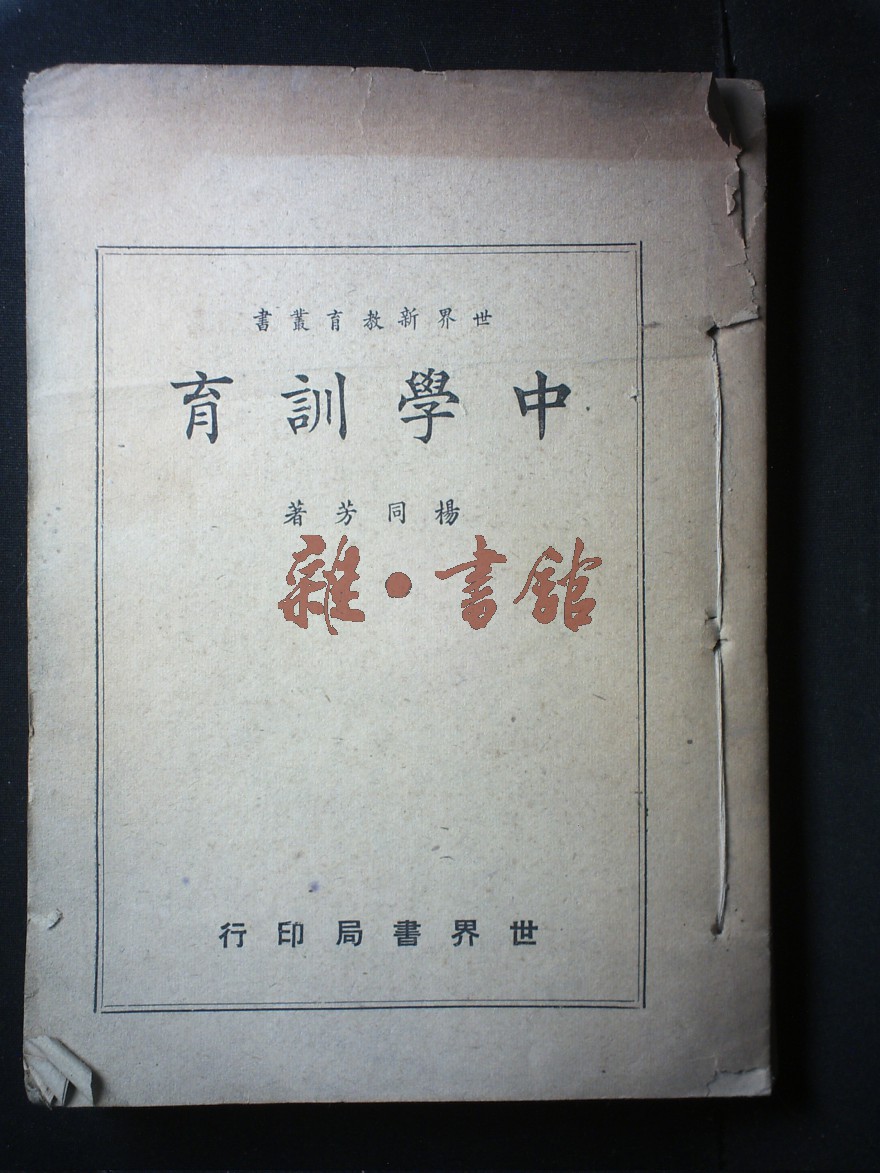 世界新教育叢書
中學訓育
楊同芳著
雜·書館
世界書局印行